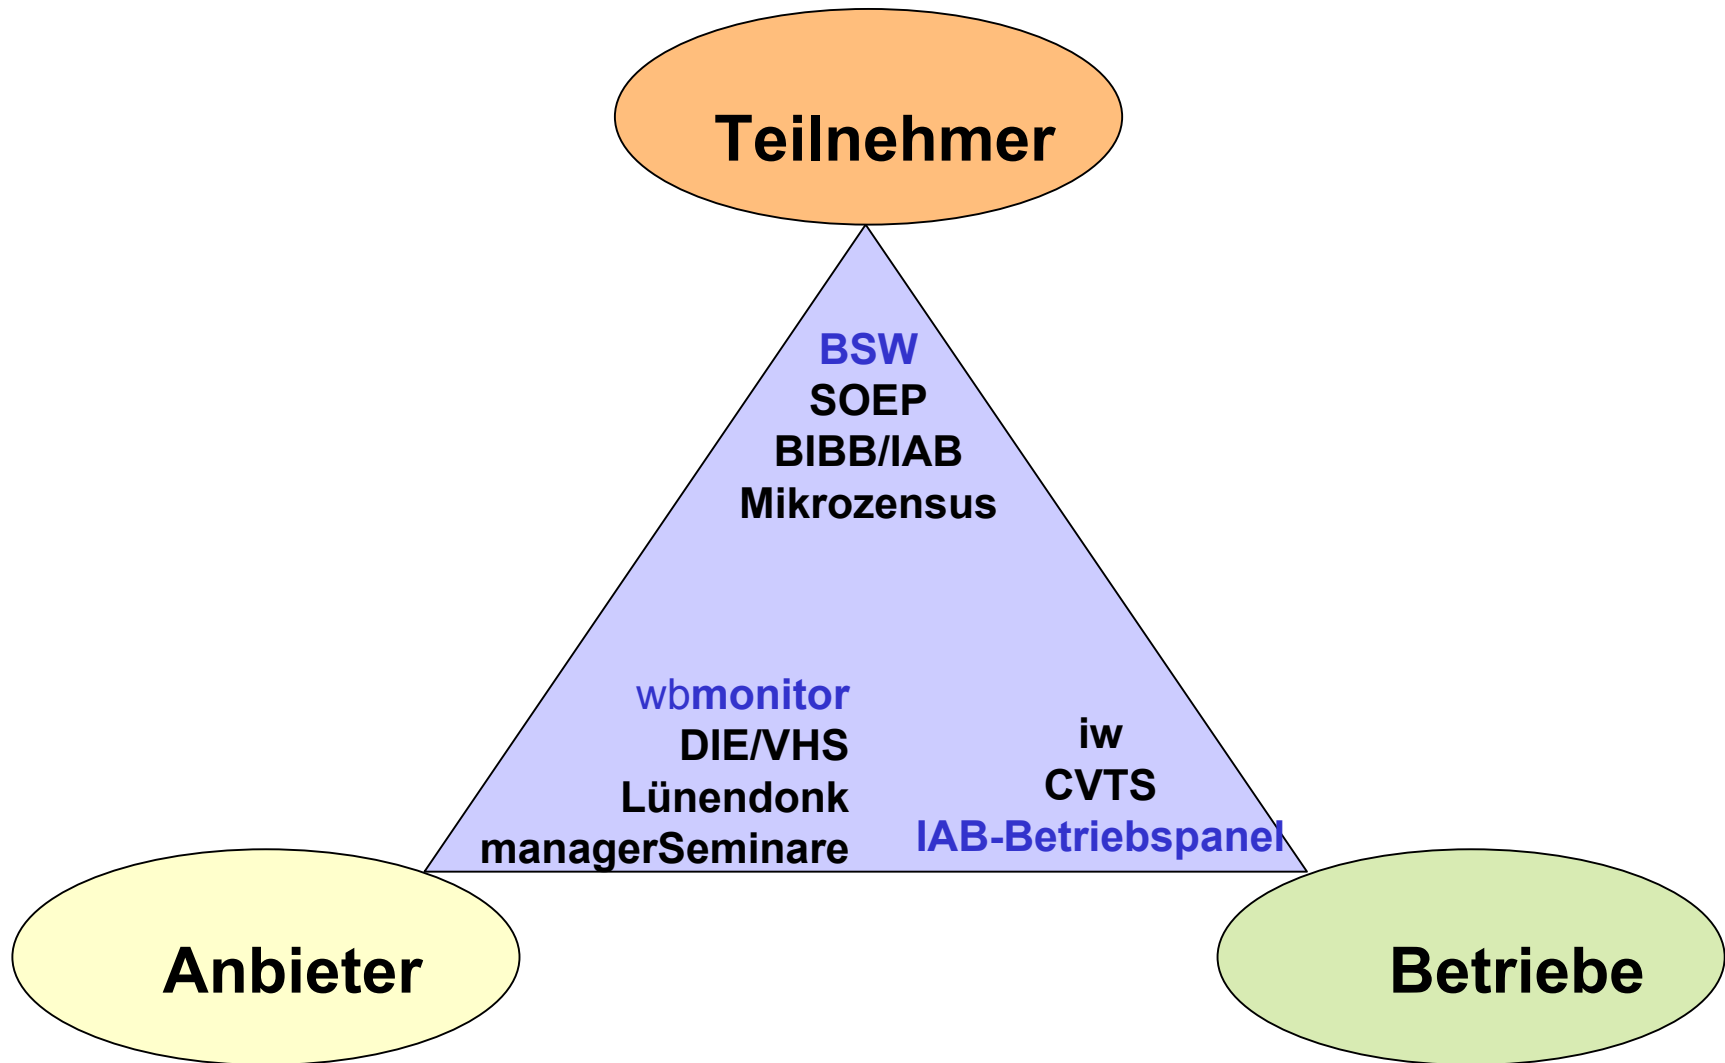 Teilnehmer
BSW
SOEP
BIBB/IAB
Mikrozensus
wbmonitor
DIE/VHS
Lünendonk
managerSeminare
iw
CVTS
IAB-Betriebspanel
Anbieter
Betriebe